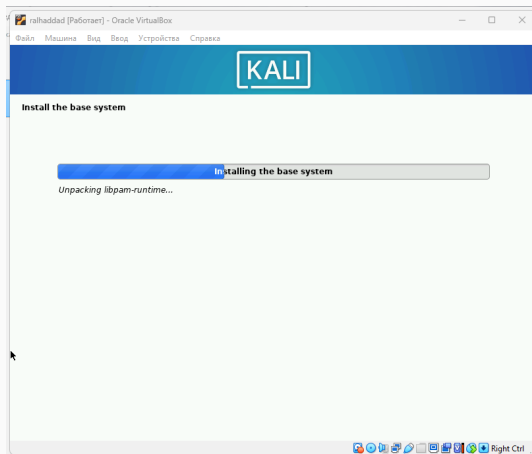 ralhaddad [Работает] - Oracle VirtualBox
Файл Машина Вид Ввод Устройства Справка
KALI
Install the base system
Installing the base system
Unpacking libpam-runtime...
Right Ctrl